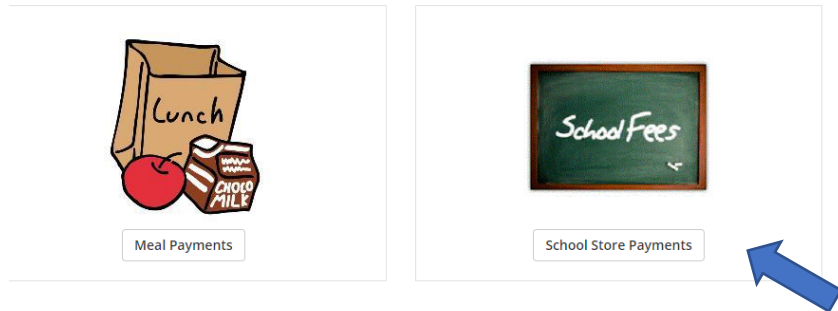 Lunch
CHOCO
MILK
Meal Payments
School Fees
School Store Payments